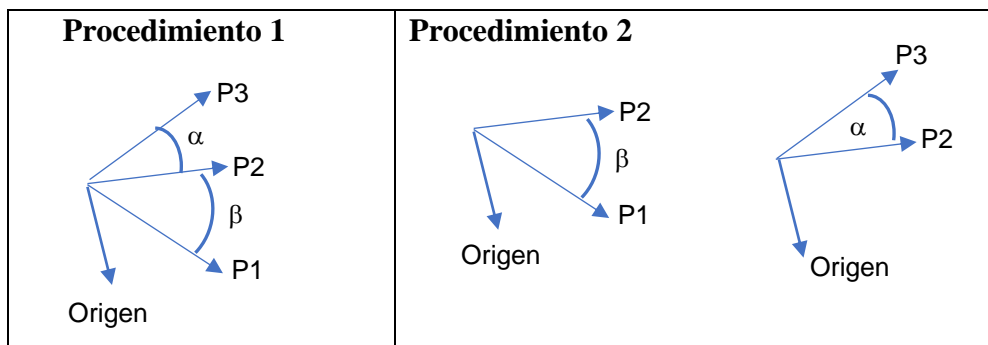 Procedimiento 1
P3
α
P2
β
P1
Origen
Procedimiento 2
P2
β
P1
Origen
P3
α
P2
Origen